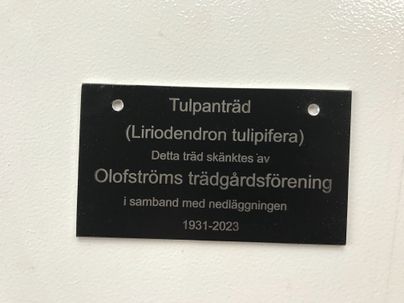 Tulpanträd
(Liriodendron tulipifera)
Detta träd skänktes av
Olofströms trädgårdsförening
i samband med nedläggningen
1931-2023